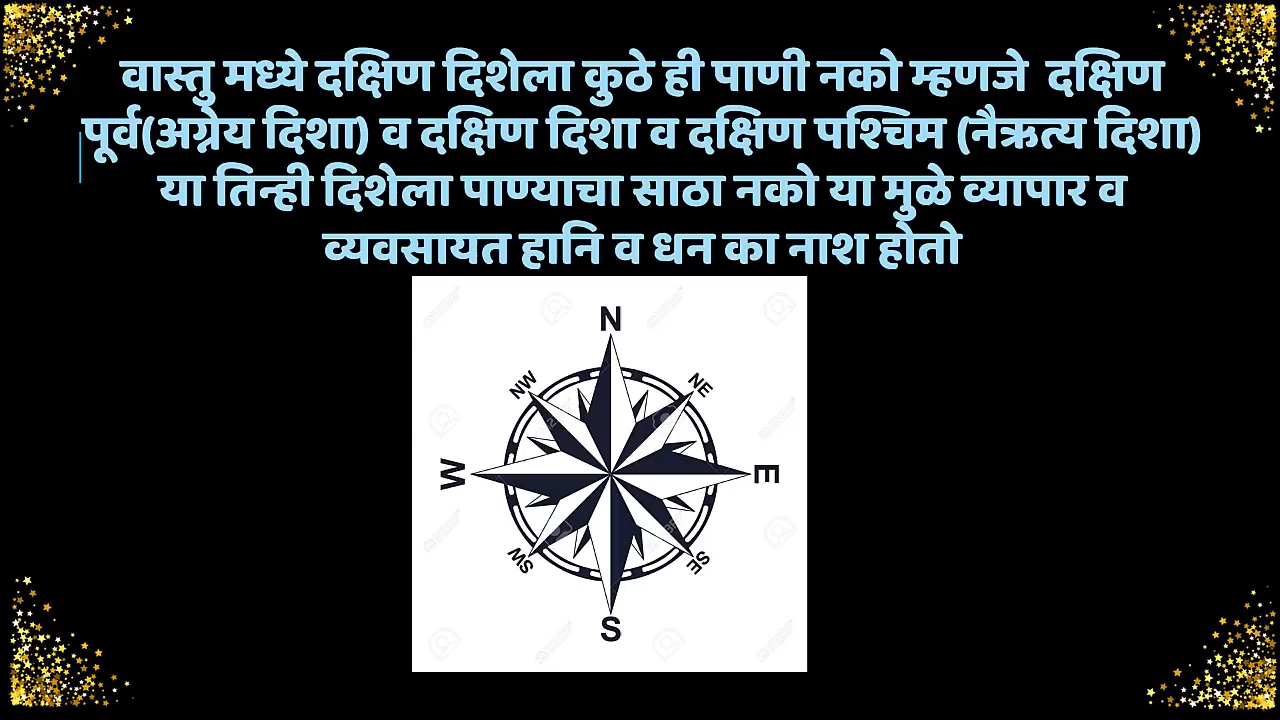 वास्तु मध्ये दक्षिण दिशेला कुठे ही पाणी नको म्हणजे दक्षिण
पूर्व(अग्नेय दिशा) व दक्षिण दिशा व दक्षिण पश्चिम (नैऋत्य दिशा)
या तिन्ही दिशेला पाण्याचा साठा नको या मुळे व्यापार व
व्यवसायत हानि व धन का नाश होतो
N
NW
NE
W
E
SW
SE
S